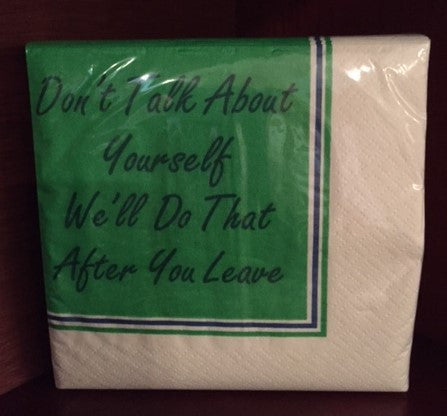 Don't Talk About
Yourself
We'll Do That
After You Leave